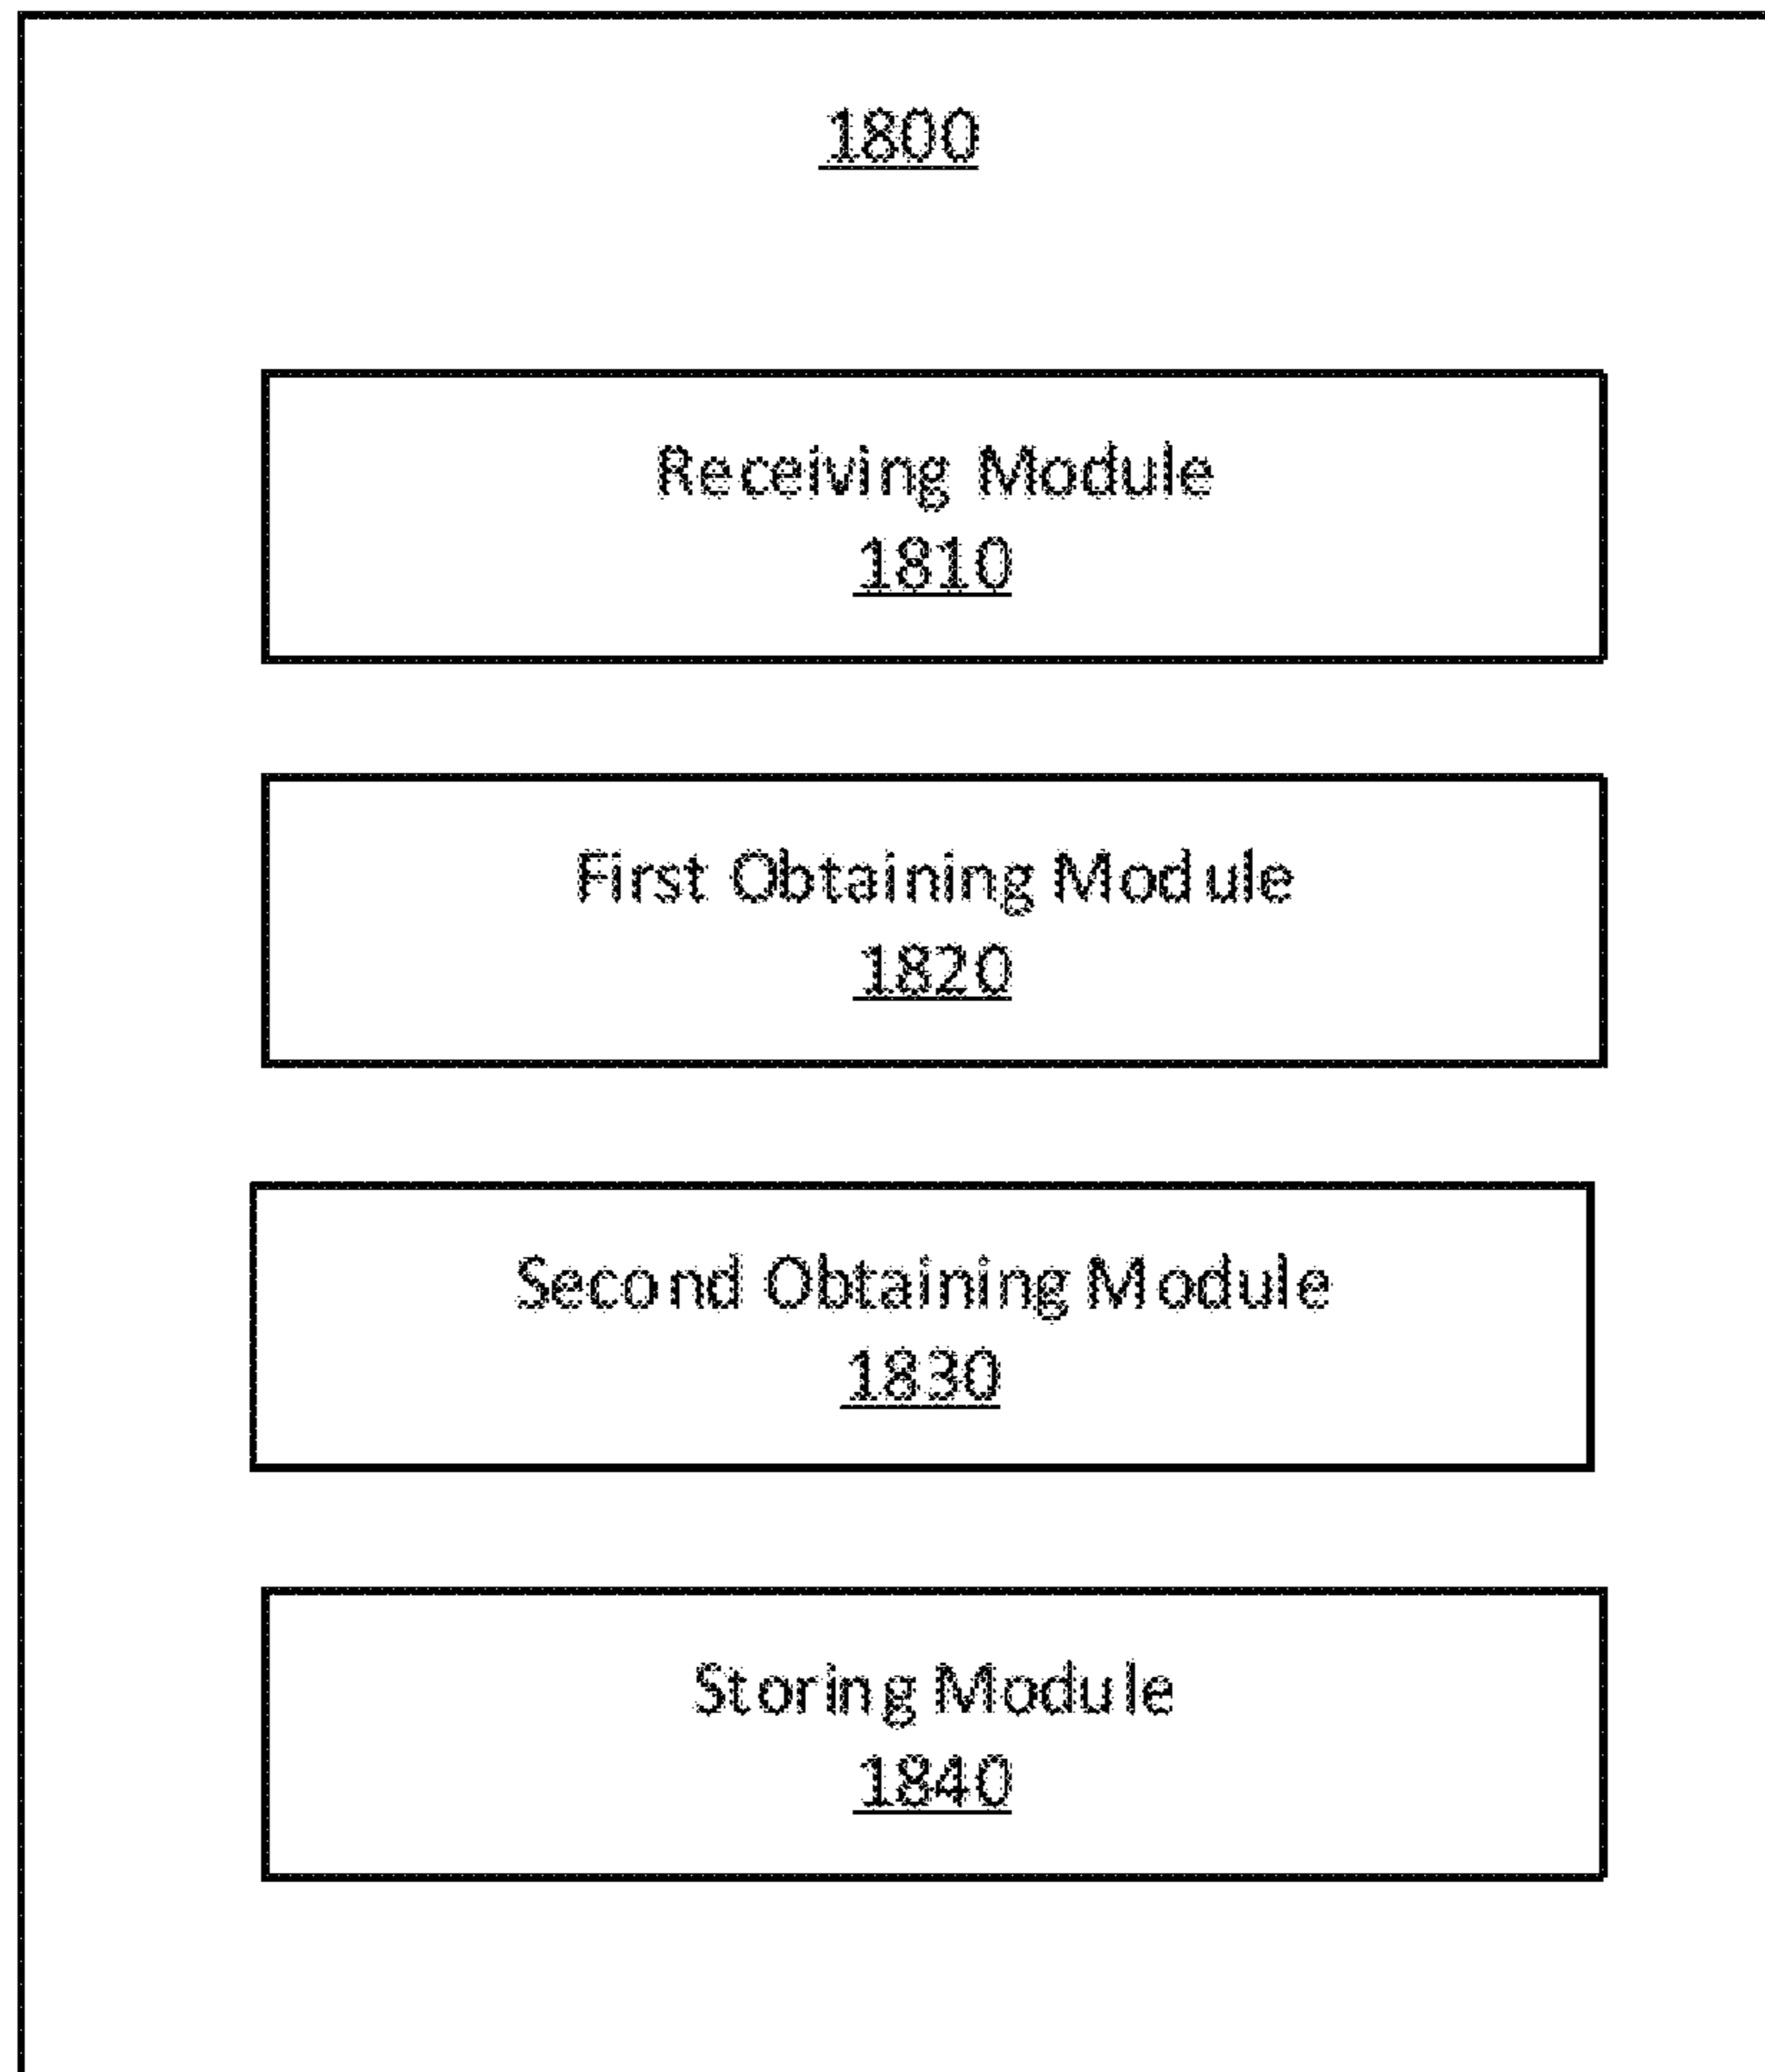 1800
Receiving Module
1810
First Obtaining Module
1820
Second Obtaining Module
1830
Storing Module
1840